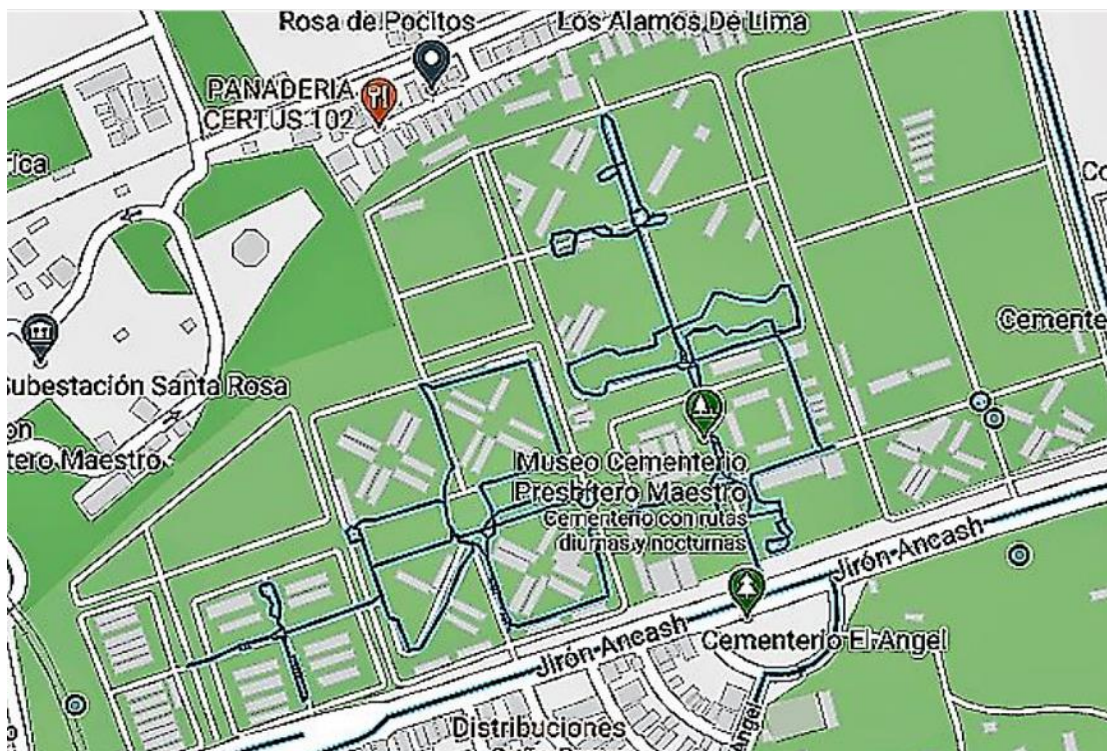 Rosa de Pocitos
Los Alamos De Lima
PANADERIA
CERTUS 102
rica
Co
Cemente
Subestación Santa Rosa
on
tero Maestro
Museo Cementerio
Presbítero Maestro
Cementerio con rutas
diurnas y nocturnas
Jirón Ancash
Jirón Ancash
Cementerio El Angel
Distribuciones
Angel